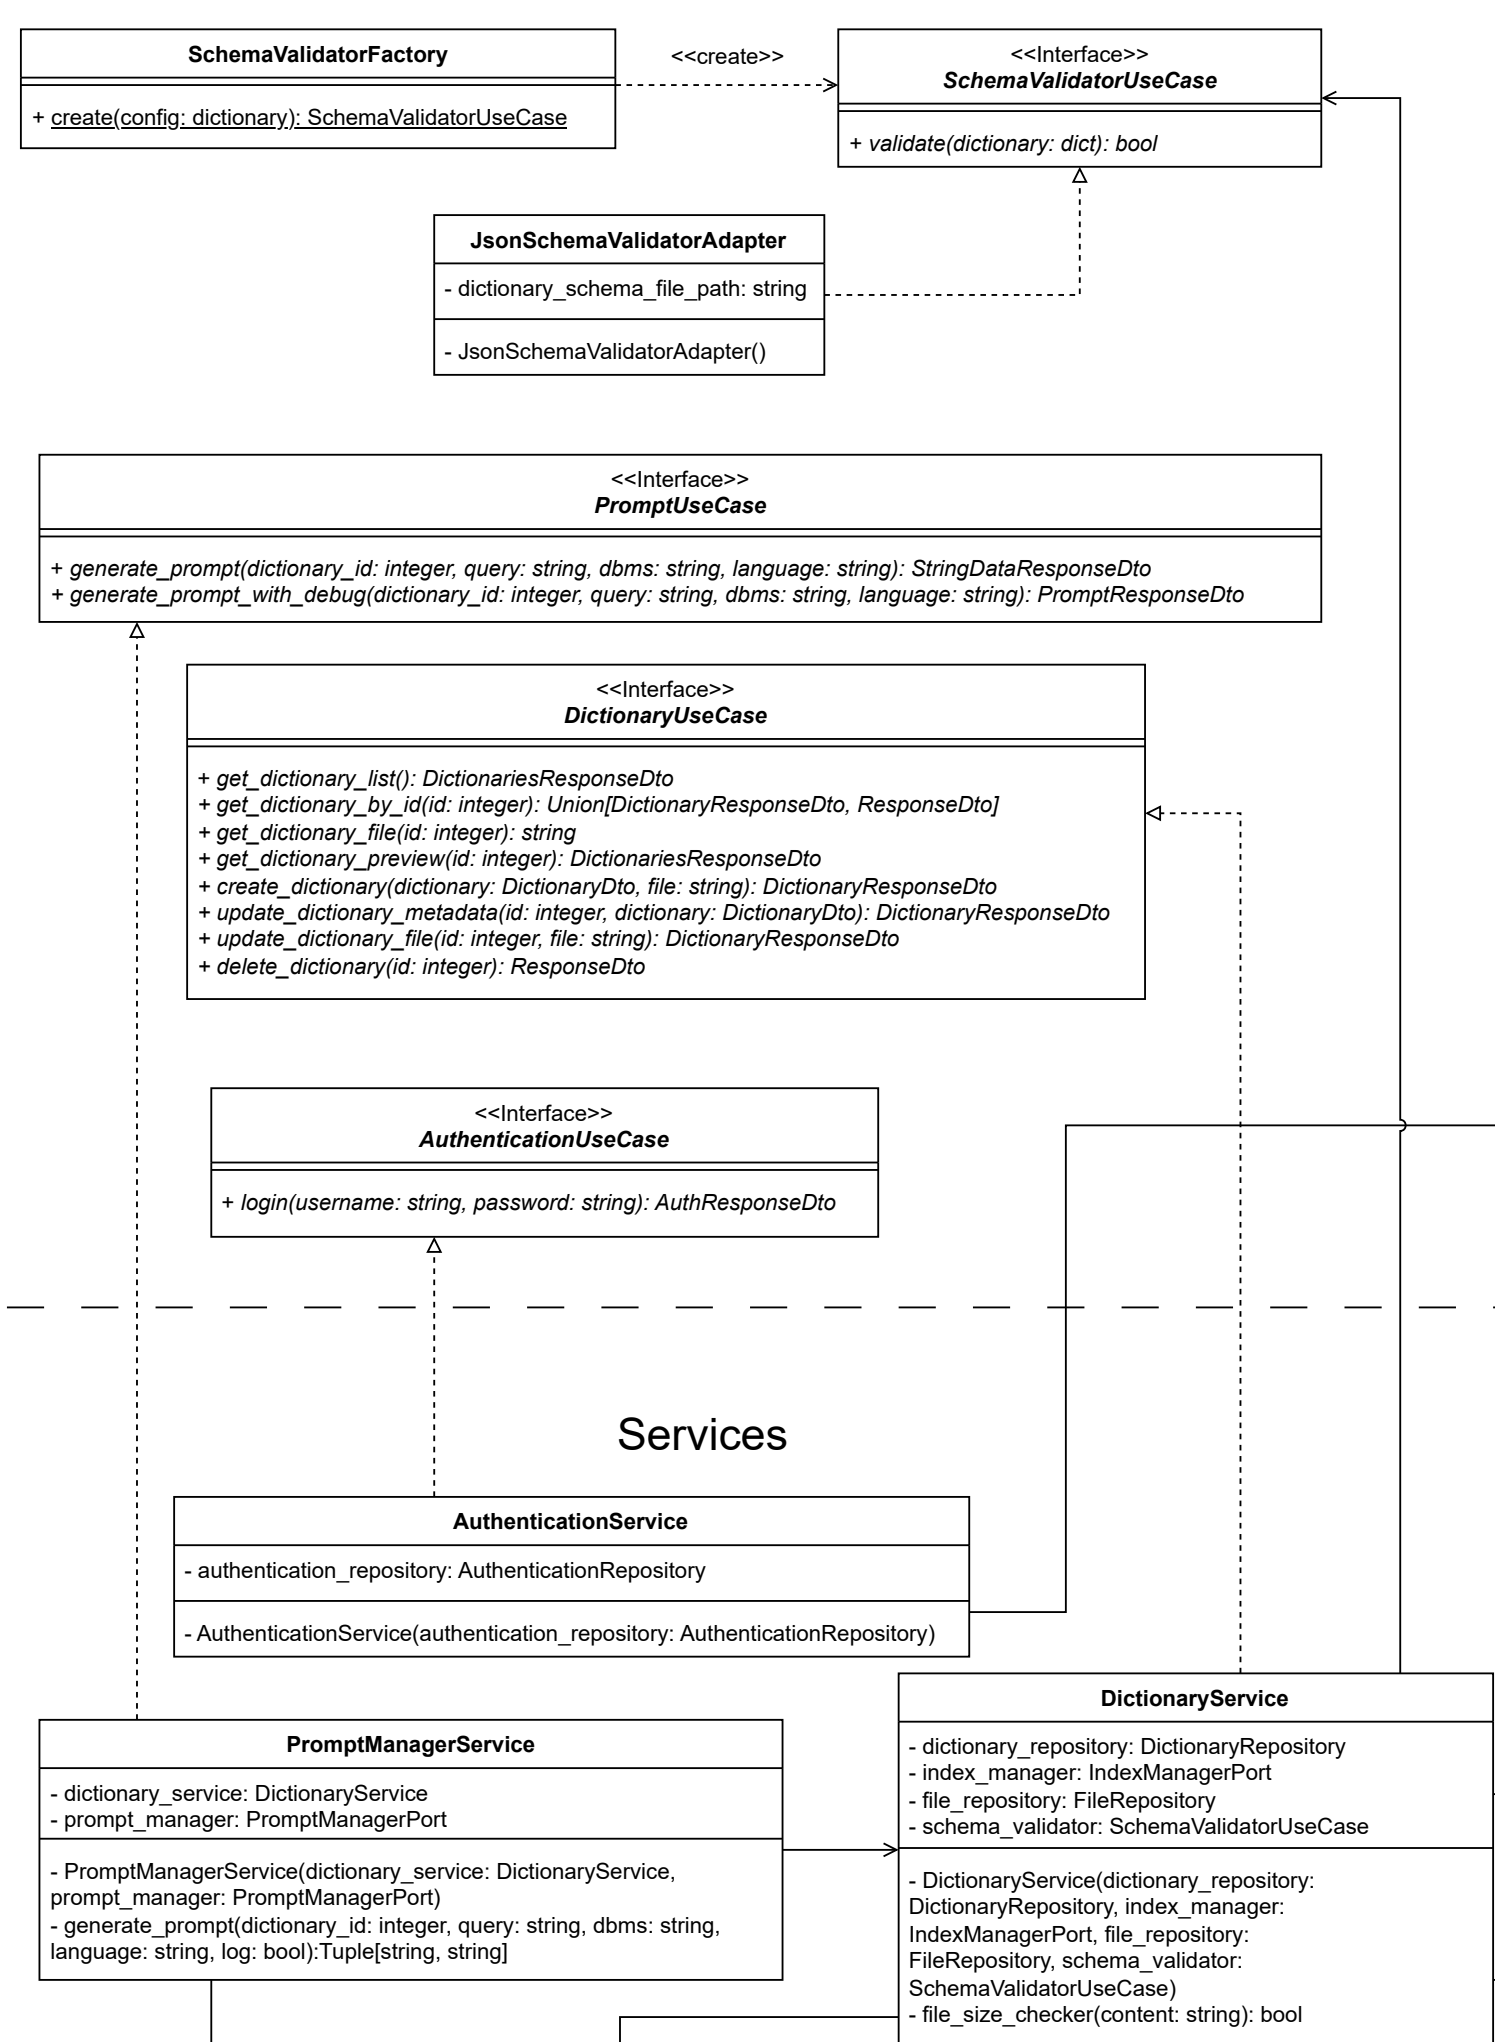 SchemaValidatorFactory
+ create(config: dictionary): SchemaValidatorUseCase
<<create>>
<<Interface>>
SchemaValidatorUseCase
+ validate(dictionary: dict): bool
JsonSchemaValidatorAdapter
- dictionary_schema_file_path: string
- JsonSchemaValidatorAdapter()
<<Interface>>
PromptUseCase
+ generate_prompt(dictionary_id: integer, query: string, dbms: string, language: string): StringDataResponseDto
+ generate_prompt_with_debug(dictionary_id: integer, query: string, dbms: string, language: string): PromptResponseDto
<<Interface>>
DictionaryUseCase
+ get_dictionary_list(): DictionariesResponseDto
+ get_dictionary_by_id(id: integer): Union[DictionaryResponseDto, ResponseDto]
+ get_dictionary_file(id: integer): string
+ get_dictionary_preview(id: integer): DictionariesResponseDto
+ create_dictionary(dictionary: DictionaryDto, file: string): DictionaryResponseDto
+ update_dictionary_metadata(id: integer, dictionary: DictionaryDto): DictionaryResponseDto
+ update_dictionary_file(id: integer, file: string): DictionaryResponseDto
+ delete_dictionary(id: integer): ResponseDto
<<Interface>>
AuthenticationUseCase
+ login(username: string, password: string): AuthResponseDto
Services
AuthenticationService
- authentication_repository: AuthenticationRepository
- AuthenticationService(authentication_repository: AuthenticationRepository)
PromptManagerService
- dictionary_service: DictionaryService
- prompt_manager: PromptManagerPort
- PromptManagerService(dictionary_service: DictionaryService,
prompt_manager: PromptManagerPort)
- generate_prompt(dictionary_id: integer, query: string, dbms: string,
language: string, log: bool):Tuple[string, string]
DictionaryService
- dictionary_repository: DictionaryRepository
- index_manager: IndexManagerPort
- file_repository: FileRepository
- schema_validator: SchemaValidatorUseCase
- DictionaryService(dictionary_repository:
DictionaryRepository, index_manager:
IndexManagerPort, file_repository:
FileRepository, schema_validator:
SchemaValidatorUseCase)
- file_size_checker(content: string): bool